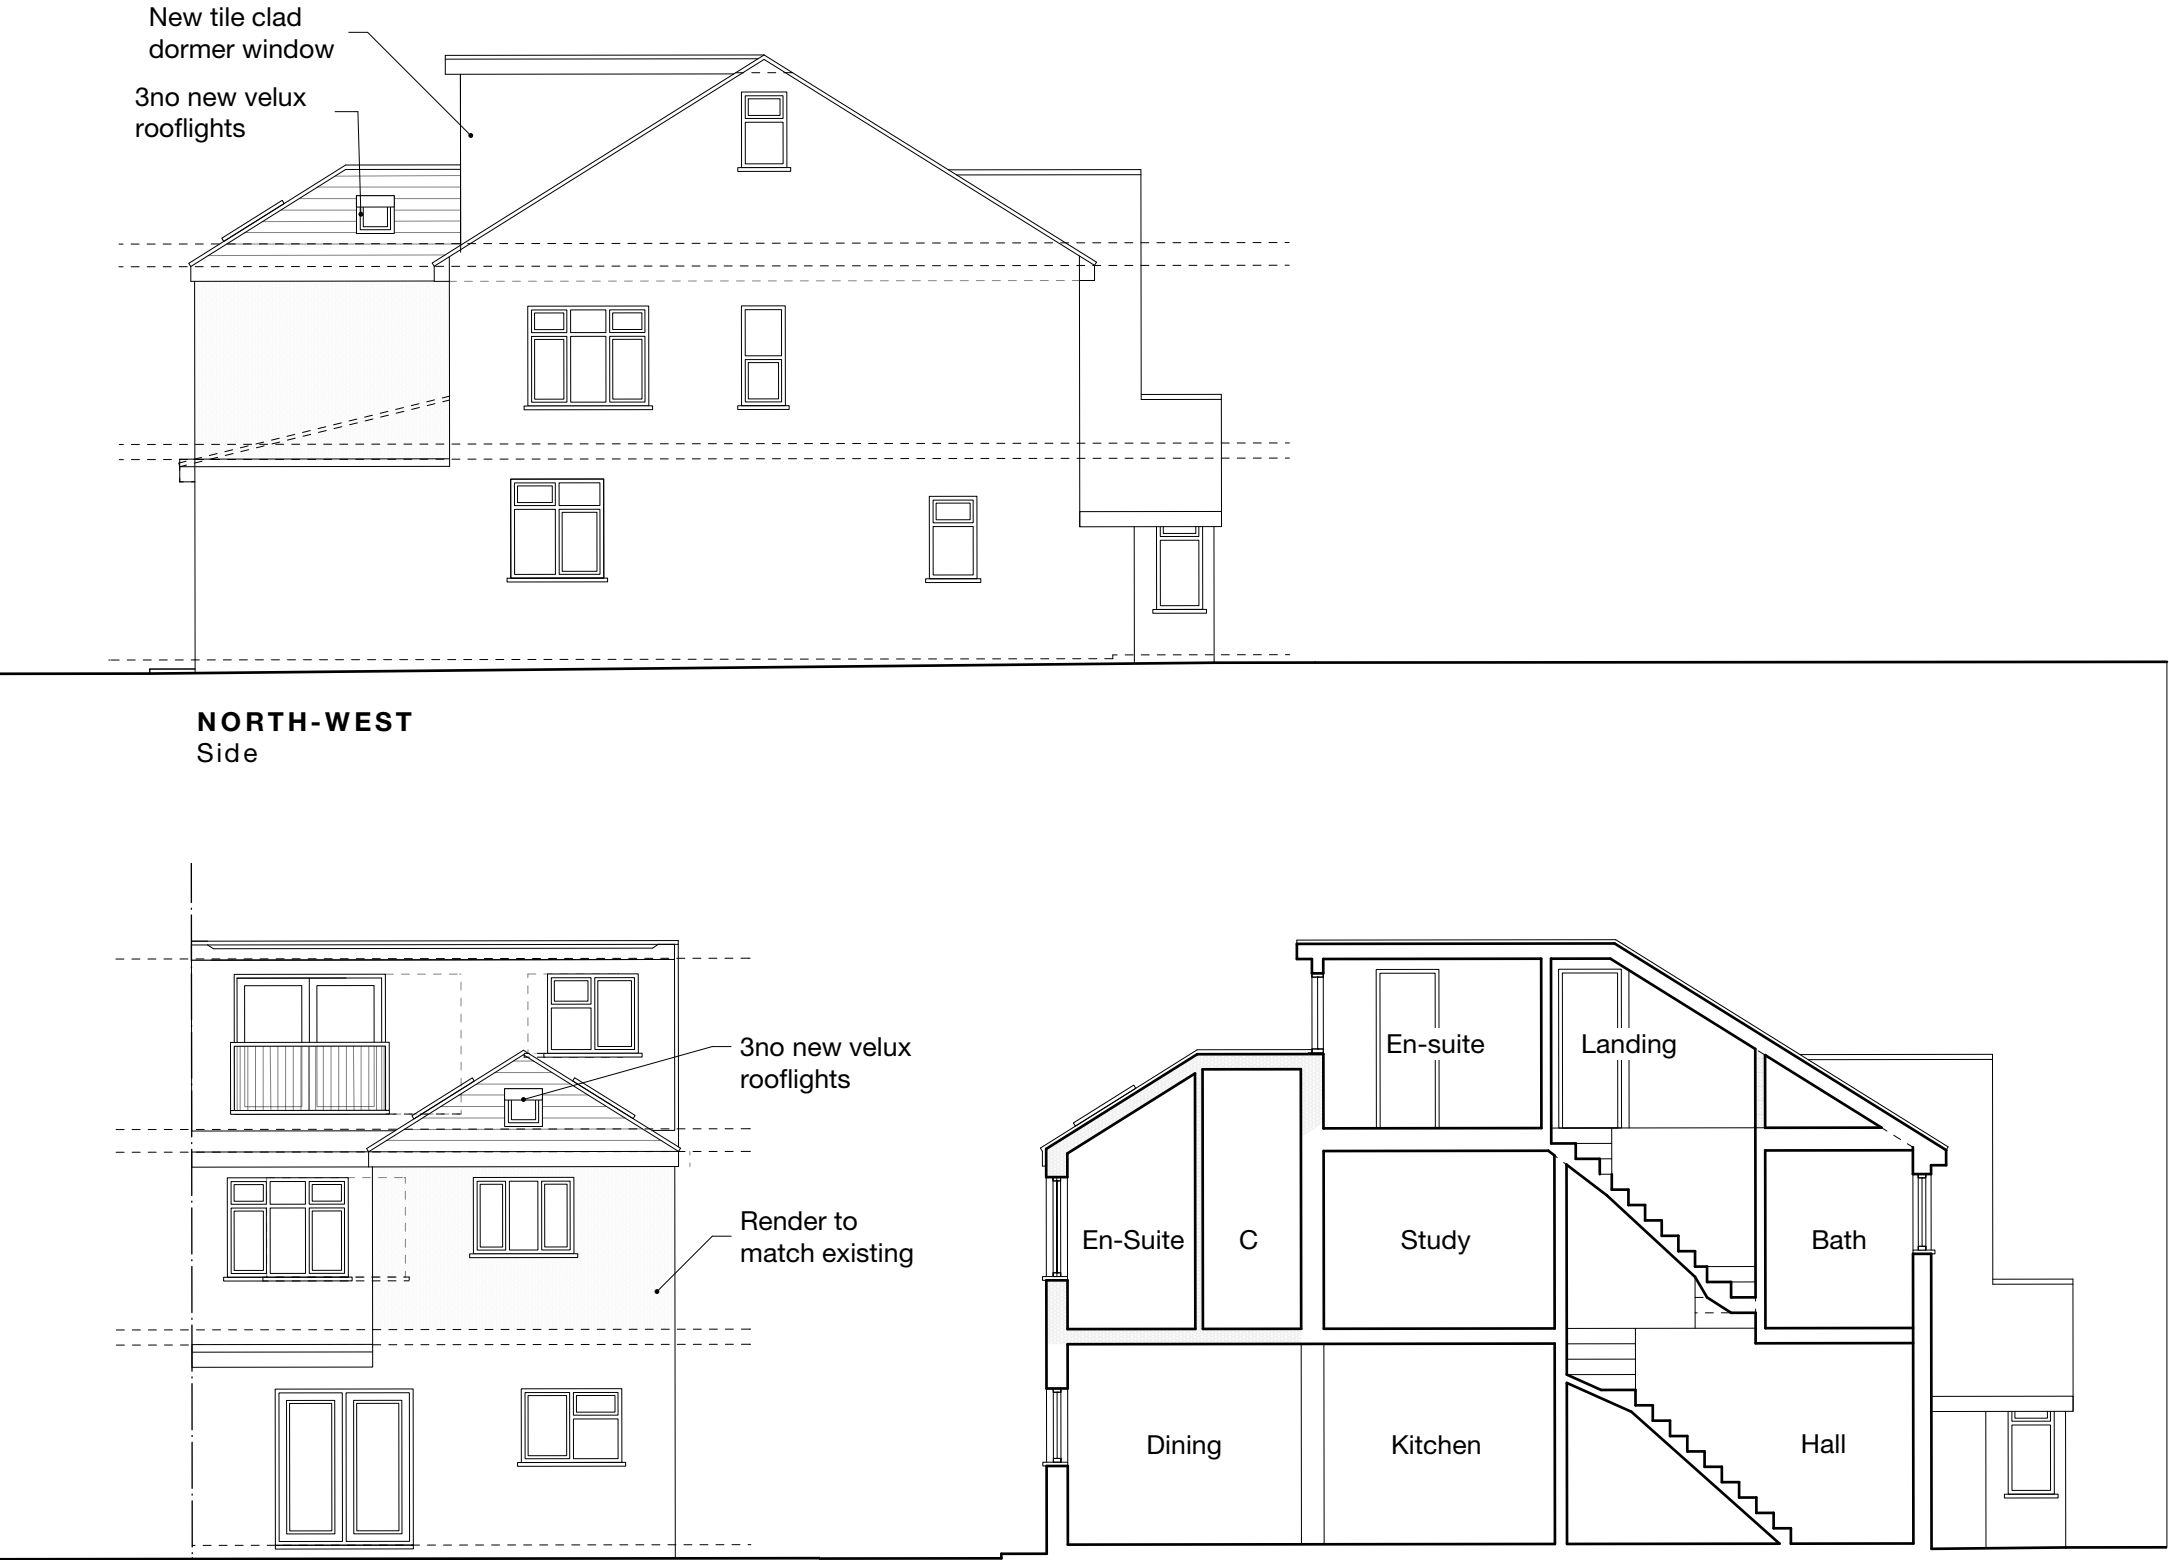 New tile clad
dormer window
3no new velux
rooflights
NORTH-WEST
Side
3no new velux
rooflights
Render to
match existing
En-suite
Landing
En-Suite
C
Study
Bath
Dining
Kitchen
Hall